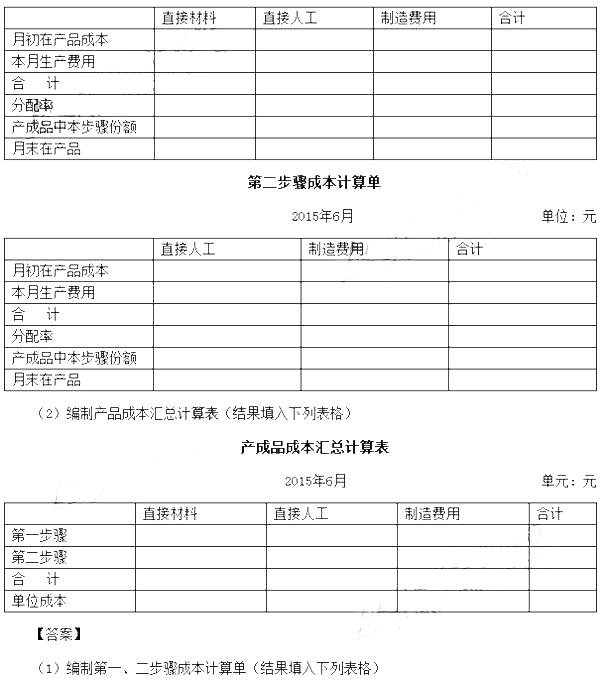 直接材料 直接人工 制造费用 合计
月初在产品成本
本月生产费用
合 计
分配率
产成品中本步骤份额
月末在产品
第二步骤成本计算单
2015年6月 单位：元
直接人工 制造费用 合计
月初在产品成本
本月生产费用
合 计
分配率
产成品中本步骤份额
月末在产品
（2）编制产品成本汇总计算表（结果填入下列表格）
产成品成本汇总计算表
2015年6月 单元：元
直接材料 直接人工 制造费用 合计
第一步骤
第二步骤
合 计
单位成本
【答案】
（1）编制第一、二步骤成本计算单（结果填入下列表格）